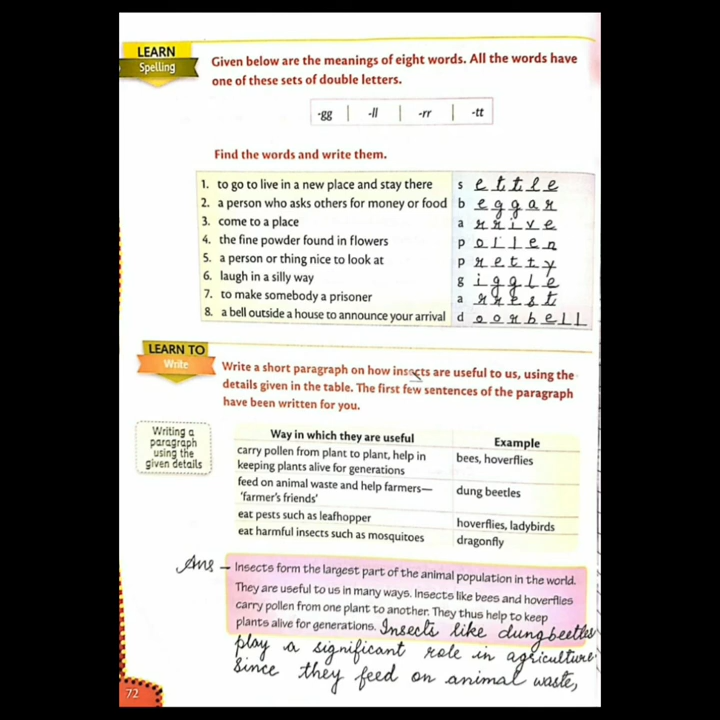 LEARN
Spelling
Given below are the meanings of eight words. All the words have
one of these sets of double letters.
-gg | -ll | -rr | -tt
Find the words and write them.
1. to go to live in a new place and stay there s e t t l e
2. a person who asks others for money or food b e g g a r
3. come to a place a r r i v e
4. the fine powder found in flowers p o l l e n
5. a person or thing nice to look at p r e t t y
6. laugh in a silly way g i g g l e
7. to make somebody a prisoner a r r e s t
8. a bell outside a house to announce your arrival d o o r b e l l
LEARN TO
Write
Write a short paragraph on how insects are useful to us, using the
details given in the table. The first few sentences of the paragraph
have been written for you.
Writing a
paragraph
using the
given details
Way in which they are useful Example
carry pollen from plant to plant, help in
keeping plants alive for generations bees, hoverflies
feed on animal waste and help farmers—
'farmer's friends' dung beetles
eat pests such as leafhopper hoverflies, ladybirds
eat harmful insects such as mosquitoes dragonfly
Ans – Insects form the largest part of the animal population in the world.
They are useful to us in many ways. Insects like bees and hoverflies
carry pollen from one plant to another. They thus help to keep
plants alive for generations. Insects like dungbeetles
play a significant role in agriculture
Since they feed on animal waste,
72